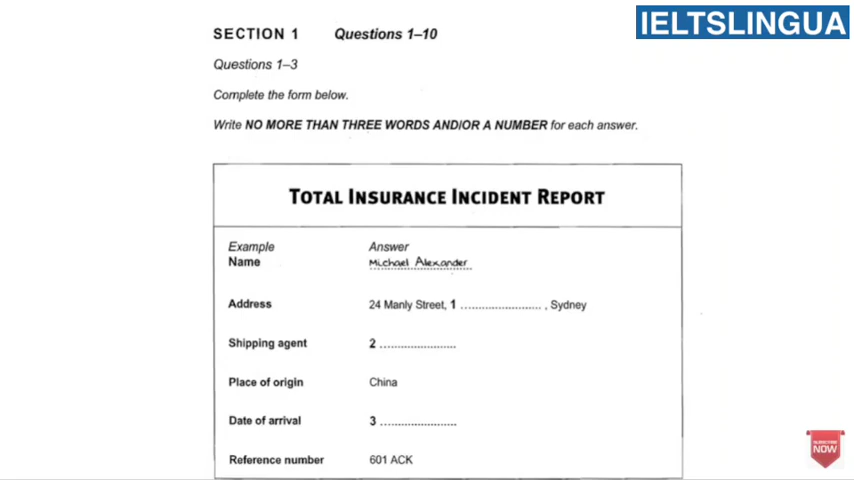 IELTSLINGUA
SECTION 1 Questions 1–10
Questions 1–3
Complete the form below.
Write NO MORE THAN THREE WORDS AND/OR A NUMBER for each answer.
TOTAL INSURANCE INCIDENT REPORT
Example Answer
Name Michael Alexander
Address 24 Manly Street, 1 ........................ , Sydney
Shipping agent 2 ........................
Place of origin China
Date of arrival 3 ........................
Reference number 601 ACK
SUBSCRIBE
NOW